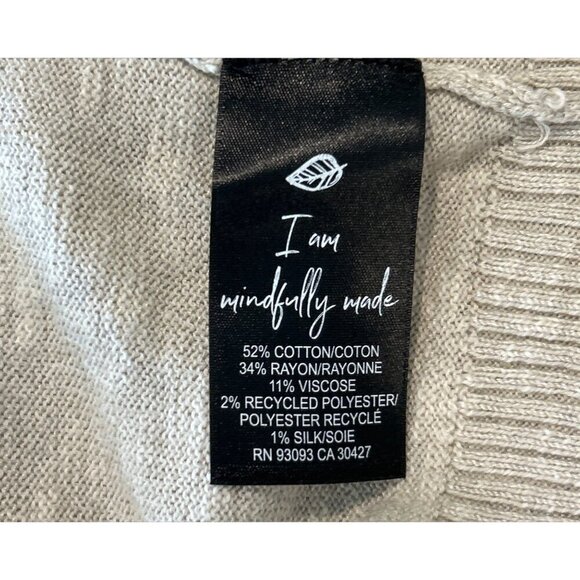 I am
mindfully made
52% COTTON/COTON
34% RAYON/RAYONNE
11% VISCOSE
2% RECYCLED POLYESTER/
POLYESTER RECYCLÉ
1% SILK/SOIE
RN 93093 CA 30427